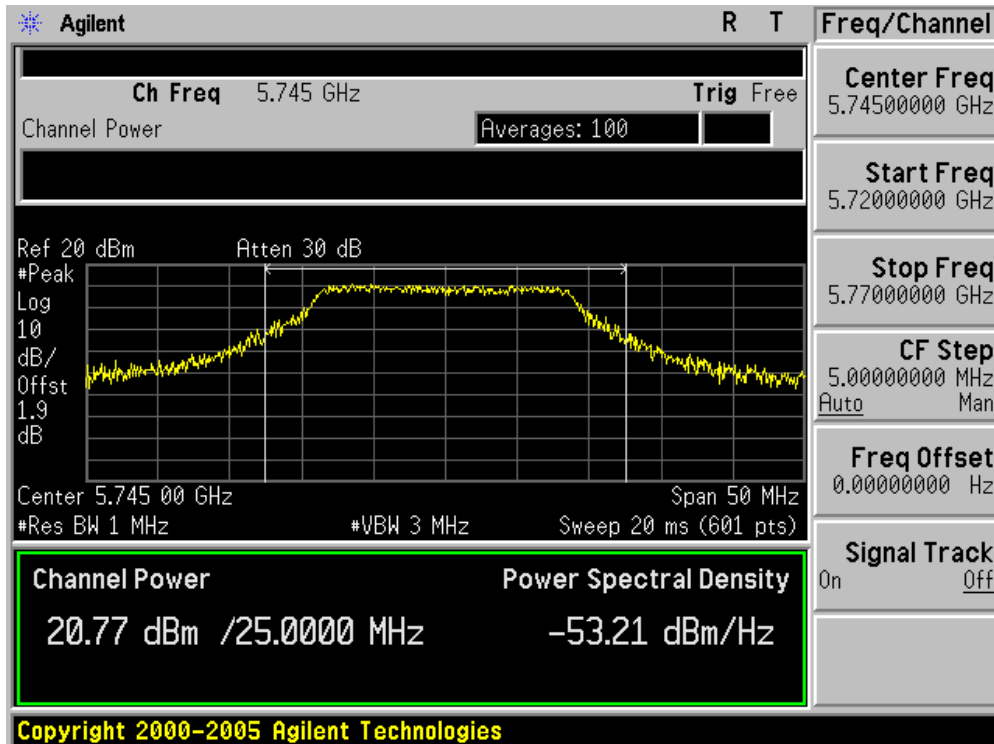 Agilent R T
Ch Freq 5.745 GHz Trig Free
Channel Power Averages: 100
Ref 20 dBm Atten 30 dB
#Peak
Log
10
dB/
Offst
1.9
dB
Center 5.745 00 GHz Span 50 MHz
#Res BW 1 MHz #VBW 3 MHz Sweep 20 ms (601 pts)
Channel Power Power Spectral Density
20.77 dBm /25.0000 MHz -53.21 dBm/Hz
Copyright 2000-2005 Agilent Technologies
Freq/Channel
Center Freq
5.74500000 GHz
Start Freq
5.72000000 GHz
Stop Freq
5.77000000 GHz
CF Step
5.00000000 MHz
Auto Man
Freq Offset
0.00000000 Hz
Signal Track
On Off